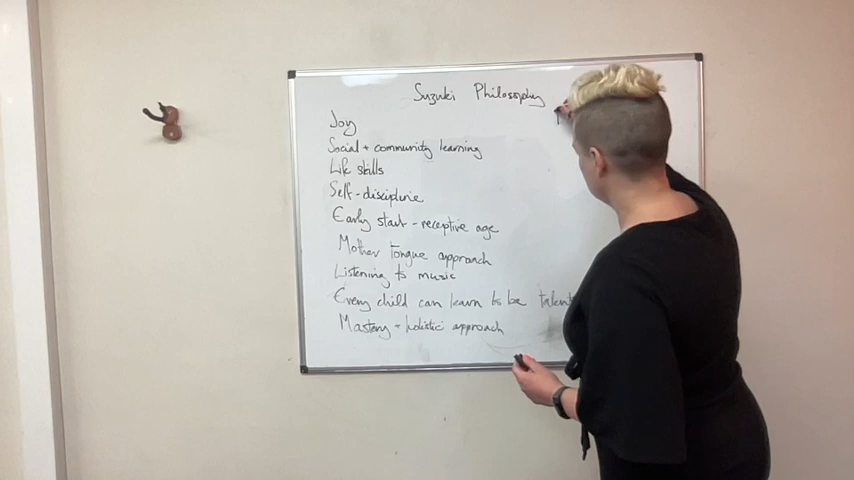 Suzuki Philosophy
Joy
Social + community learning
Life skills
Self-discipline
Early start - receptive age
Mother tongue approach
Listening to music
Every child can learn to be talent
Mastery + holistic approach